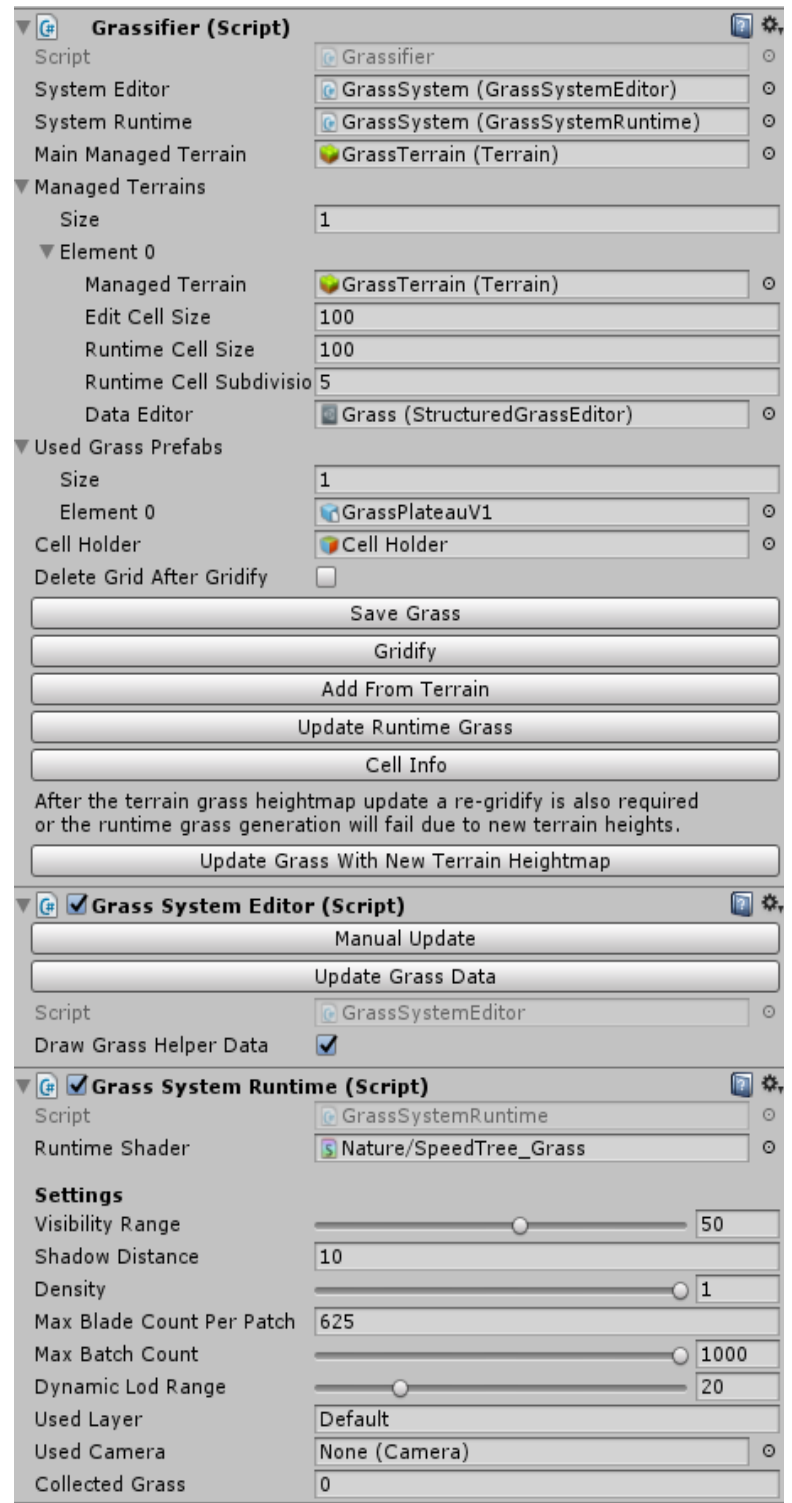 Grassifier (Script)
Script Grassifier
System Editor GrassSystem (GrassSystemEditor)
System Runtime GrassSystem (GrassSystemRuntime)
Main Managed Terrain GrassTerrain (Terrain)
Managed Terrains
Size 1
Element 0
Managed Terrain GrassTerrain (Terrain)
Edit Cell Size 100
Runtime Cell Size 100
Runtime Cell Subdivisio 5
Data Editor Grass (StructuredGrassEditor)
Used Grass Prefabs
Size 1
Element 0 GrassPlateauV1
Cell Holder Cell Holder
Delete Grid After Gridify
Save Grass
Gridify
Add From Terrain
Update Runtime Grass
Cell Info
After the terrain grass heightmap update a re-gridify is also required
or the runtime grass generation will fail due to new terrain heights.
Update Grass With New Terrain Heightmap
Grass System Editor (Script)
Manual Update
Update Grass Data
Script GrassSystemEditor
Draw Grass Helper Data
Grass System Runtime (Script)
Script GrassSystemRuntime
Runtime Shader Nature/SpeedTree_Grass
Settings
Visibility Range 50
Shadow Distance 10
Density 1
Max Blade Count Per Patch 625
Max Batch Count 1000
Dynamic Lod Range 20
Used Layer Default
Used Camera None (Camera)
Collected Grass 0